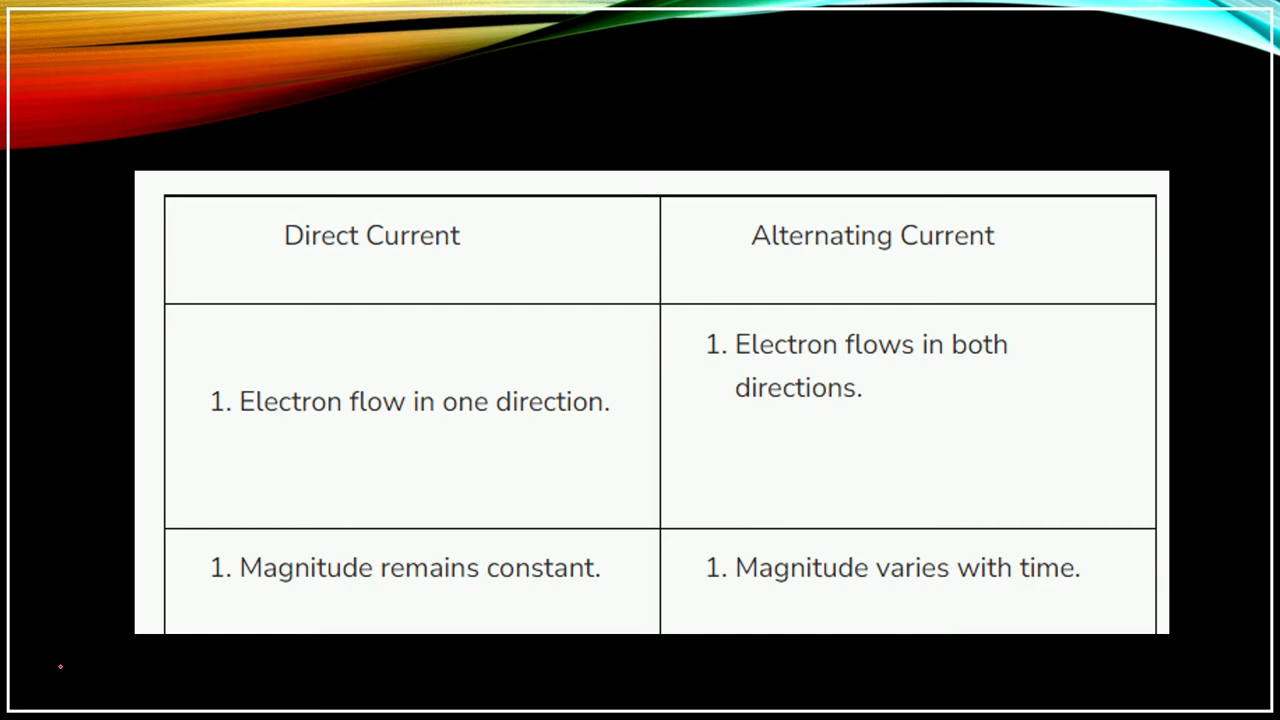 Direct Current
Alternating Current
1. Electron flow in one direction.
1. Electron flows in both
directions.
1. Magnitude remains constant.
1. Magnitude varies with time.